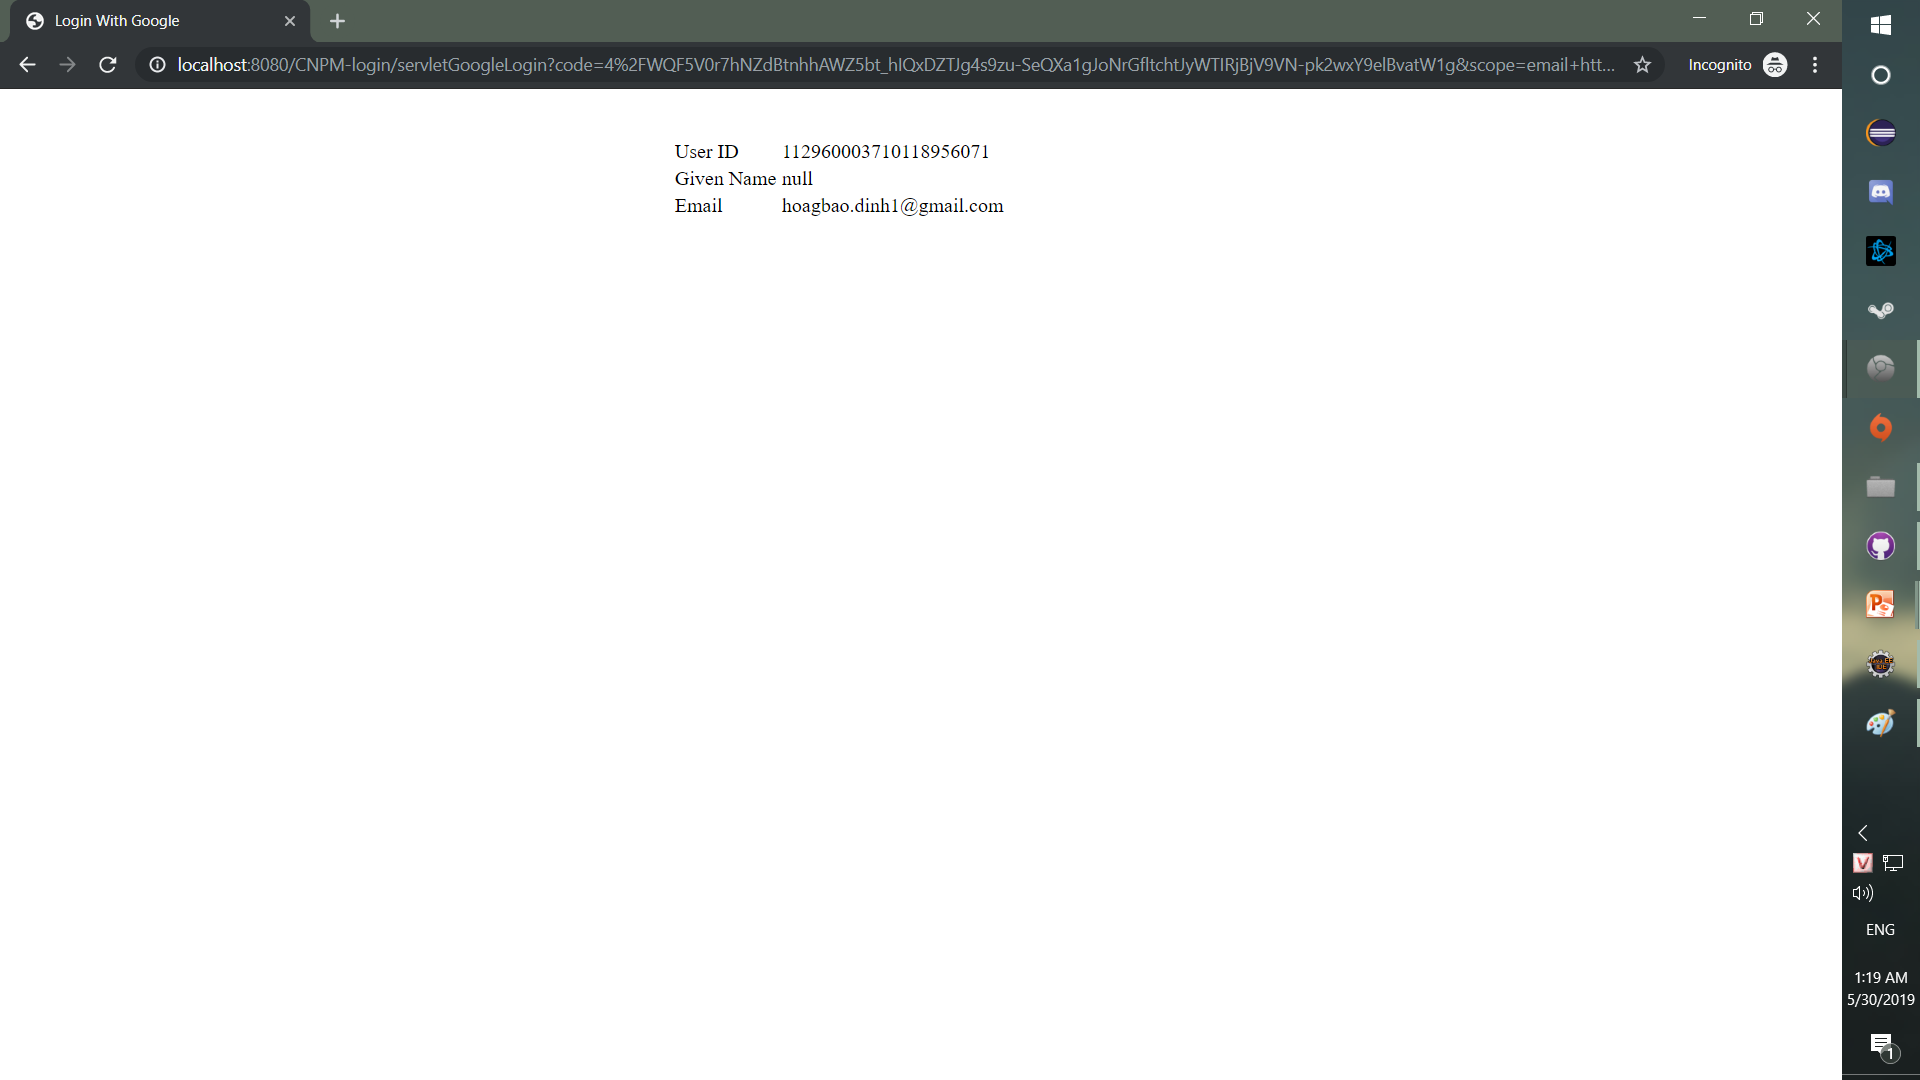 Login With Google
localhost:8080/CNPM-login/servletGoogleLogin?code=4%2FWQF5V0r7hNZdBtnhhAWZ5bt_hIQxDZTJg4s9zu-SeQXa1gJoNrGfltchtJyWTIRjBjV9VN-pk2wxY9elBvatW1g&scope=email+htt...
Incognito
User ID 112960003710118956071
Given Name null
Email hoagbao.dinh1@gmail.com
ENG
1:19 AM
5/30/2019
1